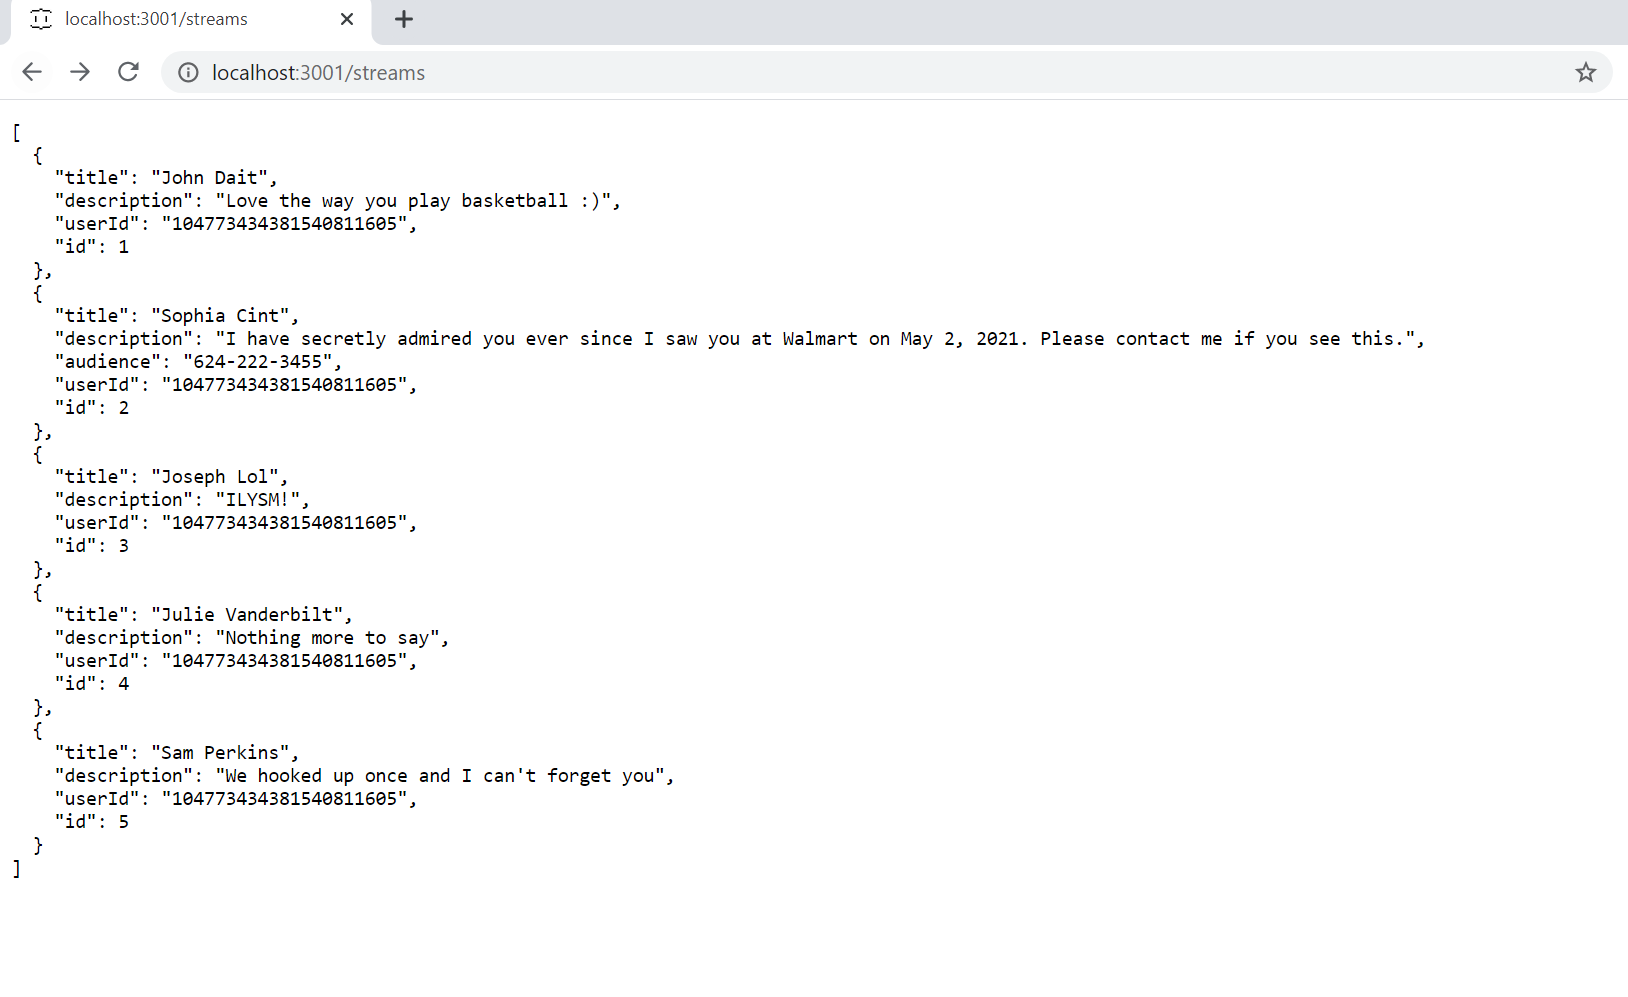 localhost:3001/streams
localhost:3001/streams
[
  {
    "title": "John Dait",
    "description": "Love the way you play basketball :)",
    "userId": "104773434381540811605",
    "id": 1
  },
  {
    "title": "Sophia Cint",
    "description": "I have secretly admired you ever since I saw you at Walmart on May 2, 2021. Please contact me if you see this.",
    "audience": "624-222-3455",
    "userId": "104773434381540811605",
    "id": 2
  },
  {
    "title": "Joseph Lol",
    "description": "ILYSM!",
    "userId": "104773434381540811605",
    "id": 3
  },
  {
    "title": "Julie Vanderbilt",
    "description": "Nothing more to say",
    "userId": "104773434381540811605",
    "id": 4
  },
  {
    "title": "Sam Perkins",
    "description": "We hooked up once and I can't forget you",
    "userId": "104773434381540811605",
    "id": 5
  }
]